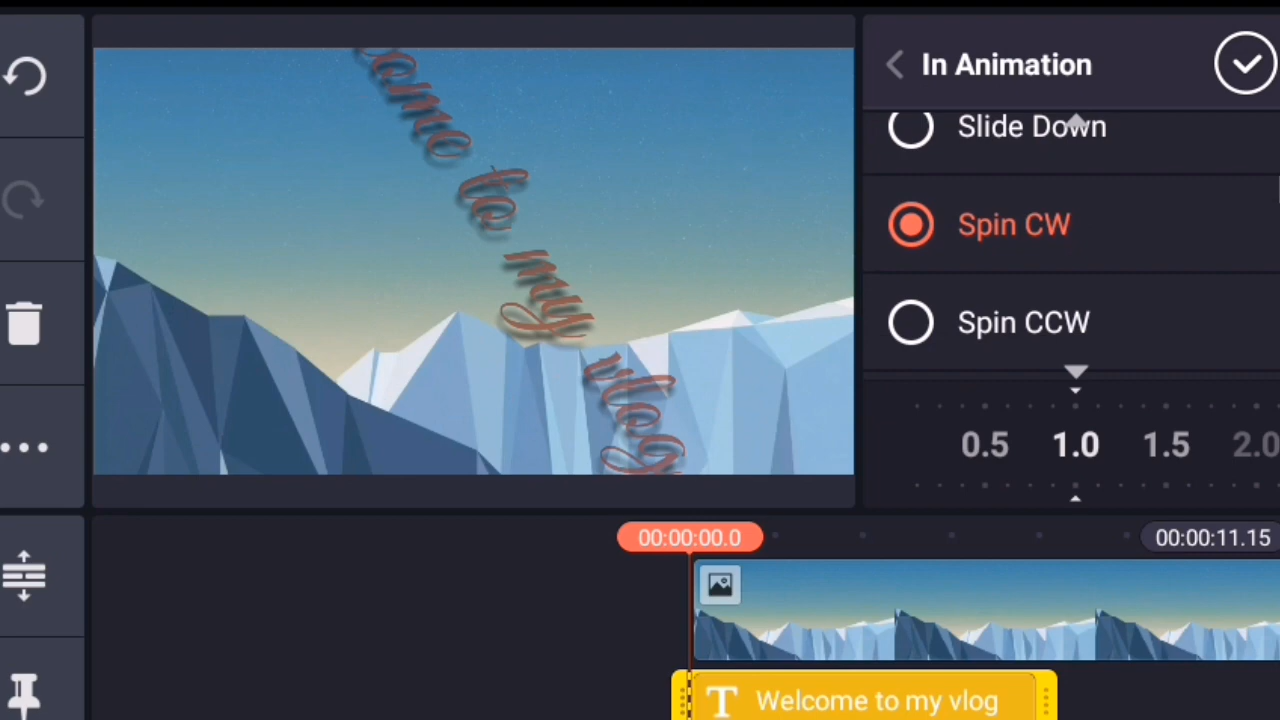 In Animation
Slide Down
Spin CW
Spin CCW
0.5 1.0 1.5 2.0
ome to my vlog
00:00:00.0
00:00:11.15
T Welcome to my vlog